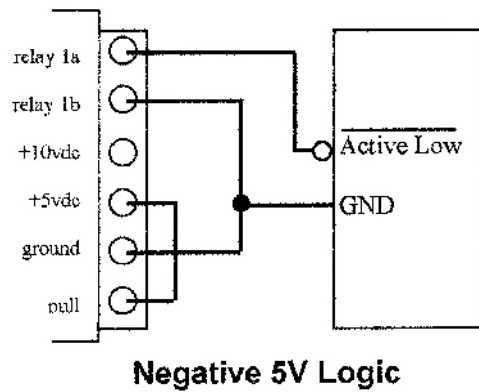 relay 1a
relay 1b
+10vdc
+5vdc
ground
pull
Active Low
GND
Negative 5V Logic